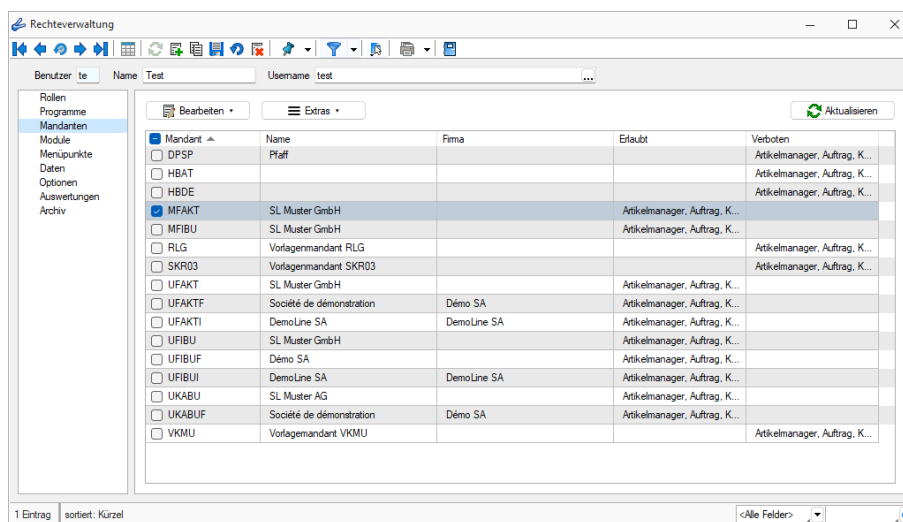 Rechteverwaltung
Benutzer te Name Test Username test ...
Rollen
Programme
Mandanten
Module
Menüpunkte
Daten
Optionen
Auswertungen
Archiv
Bearbeiten Extras Aktualisieren
Mandant Name Firma Erlaubt Verboten
DPSP Pfaff Artikelmanager, Auftrag, K...
HBAT Artikelmanager, Auftrag, K...
HBDE Artikelmanager, Auftrag, K...
MFAKT SL Muster GmbH Artikelmanager, Auftrag, K...
MFIBU SL Muster GmbH Artikelmanager, Auftrag, K...
RLG Vorlagenmandant RLG Artikelmanager, Auftrag, K...
SKR03 Vorlagenmandant SKR03 Artikelmanager, Auftrag, K...
UFAKT SL Muster GmbH Artikelmanager, Auftrag, K...
UFAKTF Société de démonstration Démo SA Artikelmanager, Auftrag, K...
UFAKTI DemoLine SA DemoLine SA Artikelmanager, Auftrag, K...
UFIBU SL Muster GmbH Artikelmanager, Auftrag, K...
UFIBUF Démo SA Artikelmanager, Auftrag, K...
UFIBUI DemoLine SA DemoLine SA Artikelmanager, Auftrag, K...
UKABU SL Muster AG Artikelmanager, Auftrag, K...
UKABUF Société de démonstration Démo SA Artikelmanager, Auftrag, K...
VKMU Vorlagemandant VKMU Artikelmanager, Auftrag, K...
1 Eintrag sortiert: Kürzel <Alle Felder>